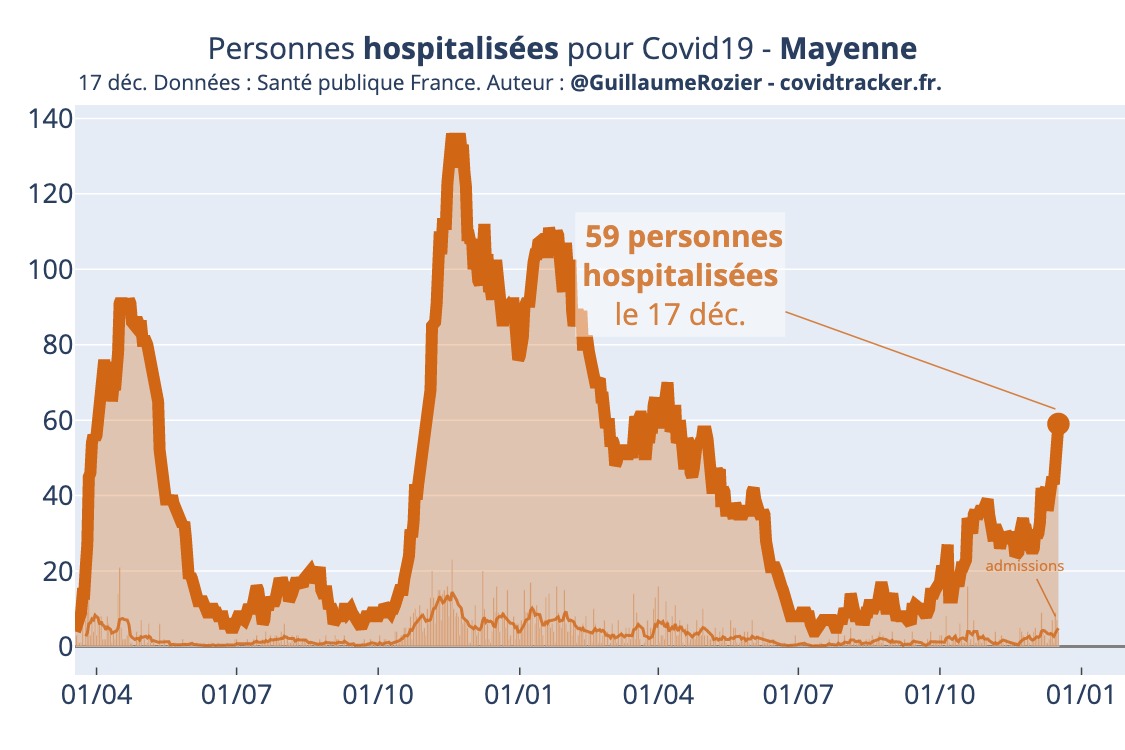 Personnes hospitalisées pour Covid19 - Mayenne
17 déc. Données : Santé publique France. Auteur : @GuillaumeRozier - covidtracker.fr.
140
120
100
80
60
40
20
0
59 personnes
hospitalisées
le 17 déc.
admissions
01/04 01/07 01/10 01/01 01/04 01/07 01/10 01/01